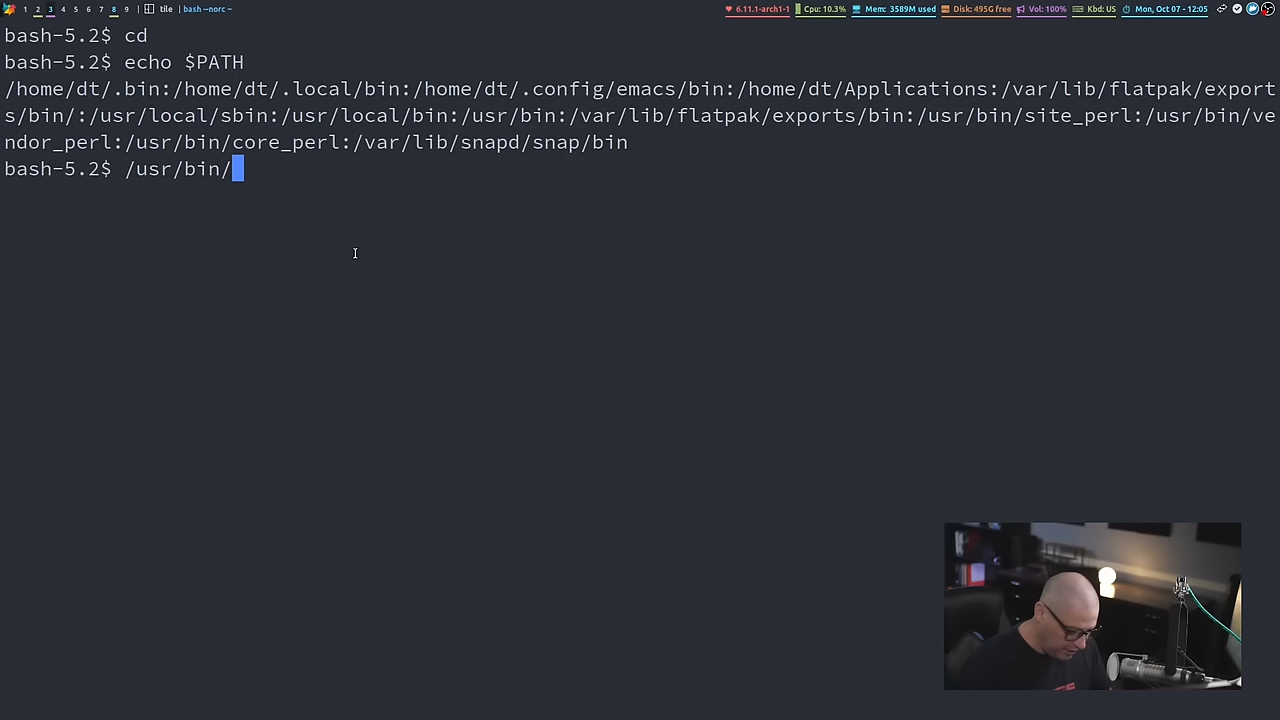 1 2 3 4 5 6 7 8 9 | tile | bash --norc ~ 6.11.1-arch1-1 Cpu: 10.3% Mem: 3589M used Disk: 495G free Vol: 100% Kbd: US Mon, Oct 07 - 12:05
bash-5.2$ cd
bash-5.2$ echo $PATH
/home/dt/.bin:/home/dt/.local/bin:/home/dt/.config/emacs/bin:/home/dt/Applications:/var/lib/flatpak/export
s/bin/:/usr/local/sbin:/usr/local/bin:/usr/bin:/var/lib/flatpak/exports/bin:/usr/bin/site_perl:/usr/bin/ve
ndor_perl:/usr/bin/core_perl:/var/lib/snapd/snap/bin
bash-5.2$ /usr/bin/